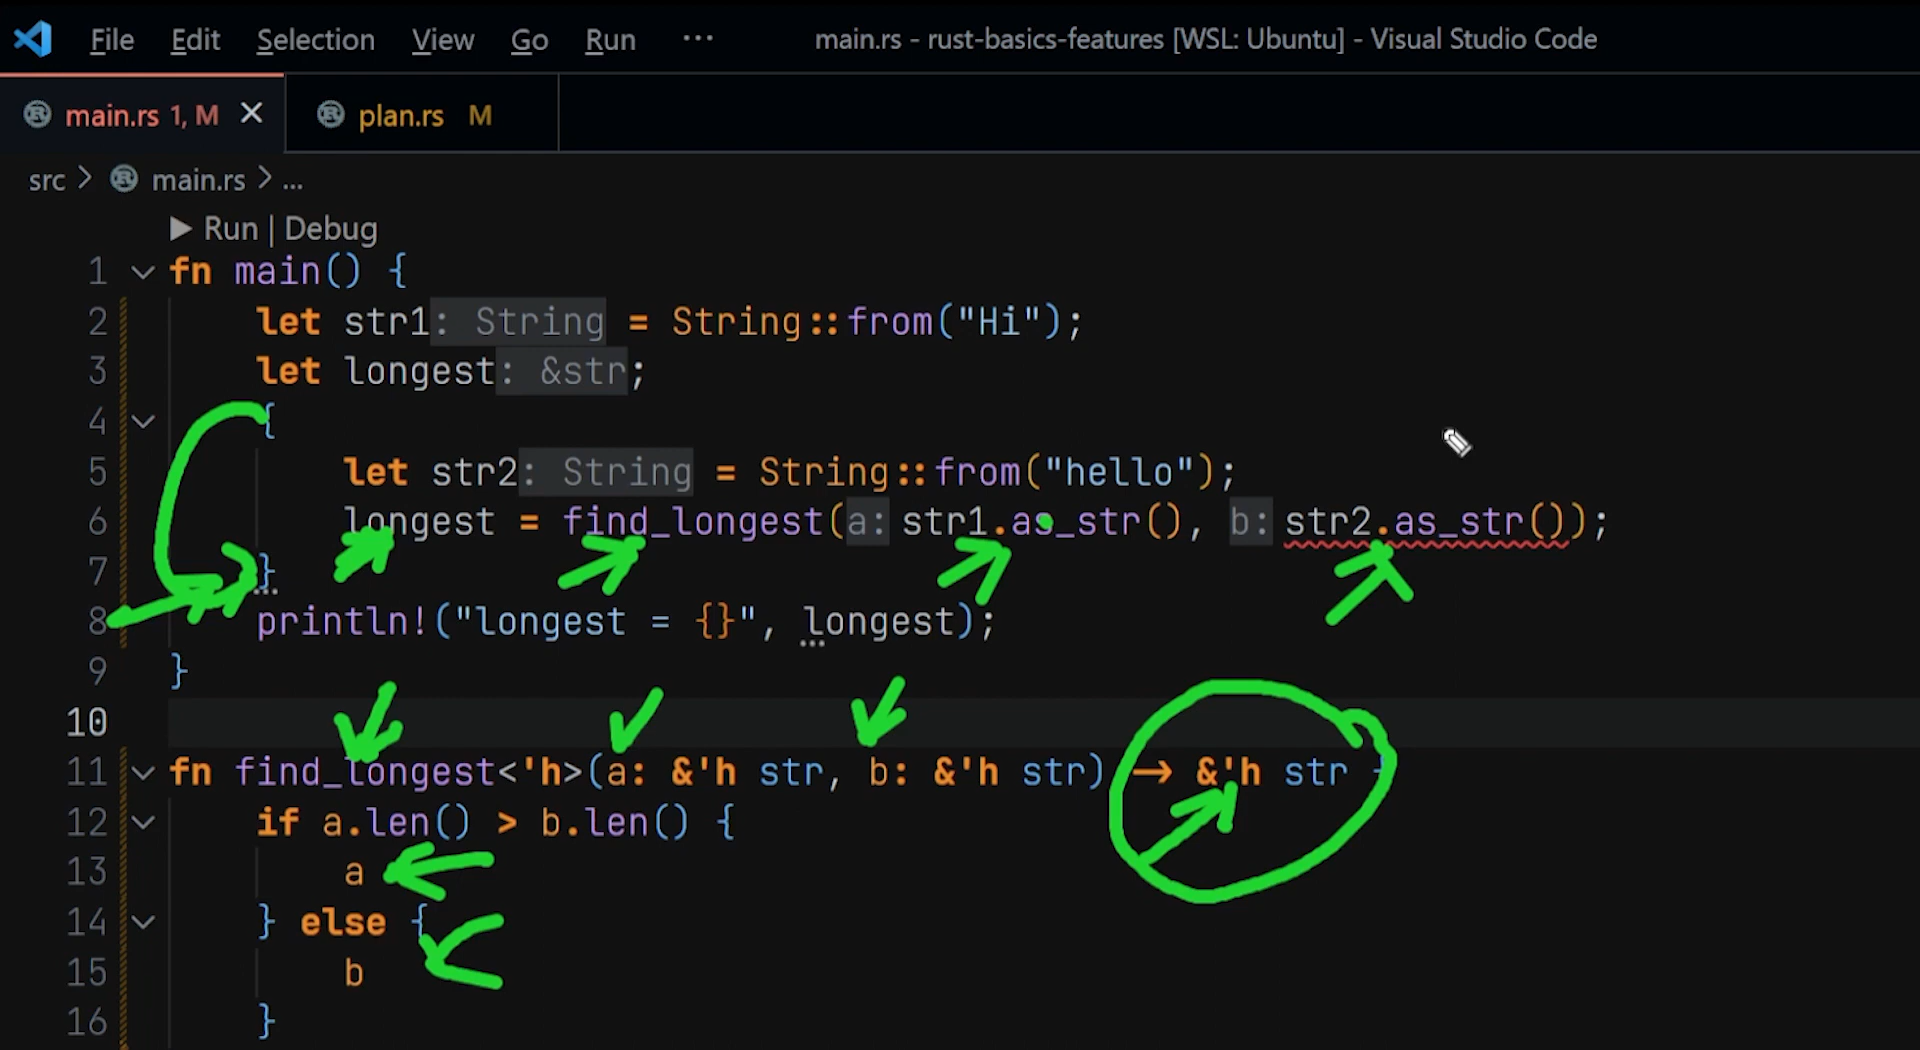 File Edit Selection View Go Run ··· main.rs - rust-basics-features [WSL: Ubuntu] - Visual Studio Code
main.rs 1, M × plan.rs M
src > main.rs > ...
▶ Run | Debug
1 fn main() {
2 let str1: String = String::from("Hi");
3 let longest: &str;
4 {
5 let str2: String = String::from("hello");
6 longest = find_longest(a: str1.as_str(), b: str2.as_str());
7 }
8 println!("longest = {}", longest);
9 }
10
11 fn find_longest<'h>(a: &'h str, b: &'h str) → &'h str {
12 if a.len() > b.len() {
13 a
14 } else {
15 b
16 }